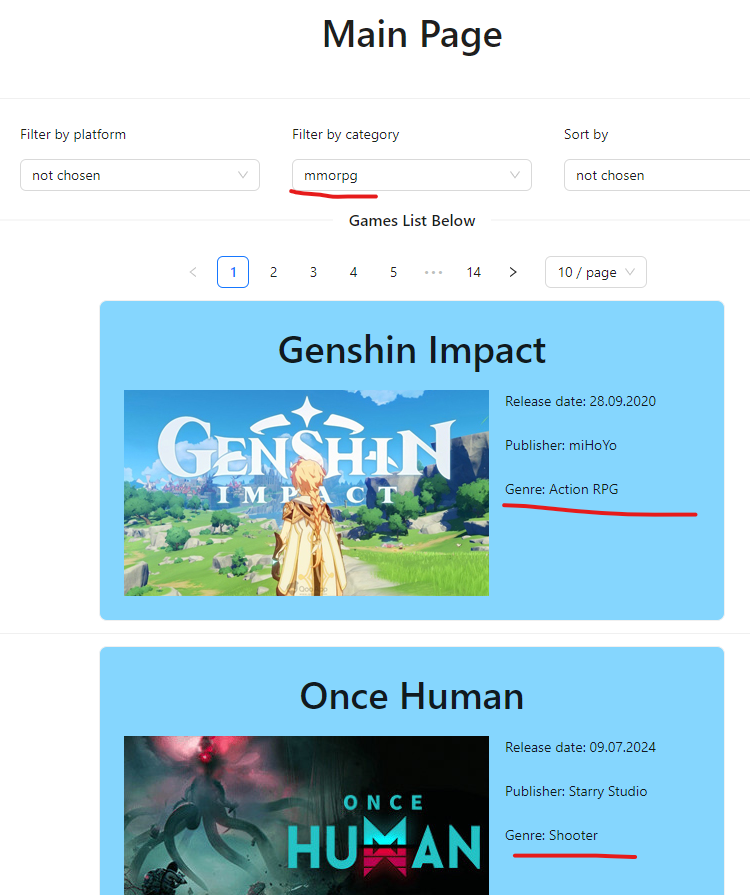 Main Page
Filter by platform
Filter by category
Sort by
not chosen
mmorpg
not chosen
Games List Below
< 1 2 3 4 5 ••• 14 > 10 / page
Genshin Impact
GENSHIN
IMPACT
Release date: 28.09.2020
Publisher: miHoYo
Genre: Action RPG
Once Human
ONCE
HUMAN
Release date: 09.07.2024
Publisher: Starry Studio
Genre: Shooter